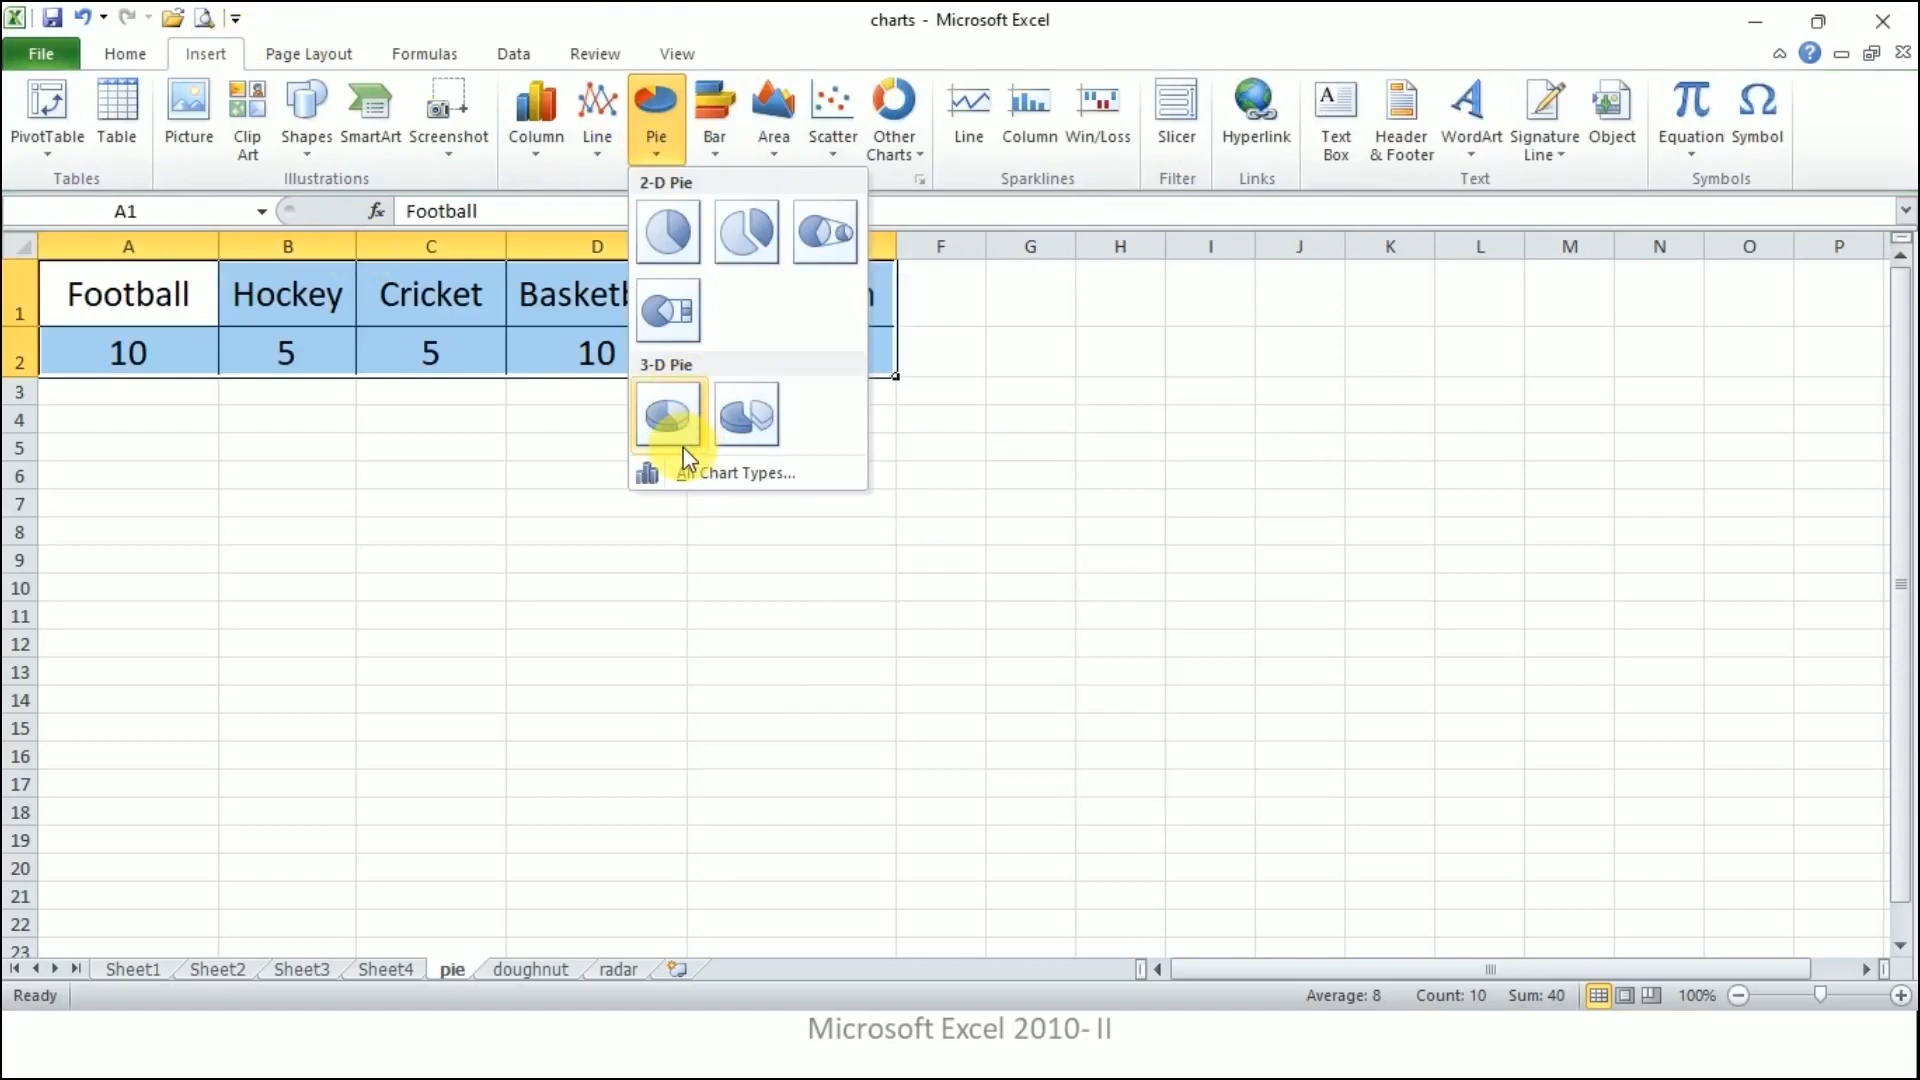 charts - Microsoft Excel
File Home Insert Page Layout Formulas Data Review View
PivotTable Table Picture Clip Art Shapes SmartArt Screenshot Column Line Pie Bar Area Scatter Other Charts Line Column Win/Loss Slicer Hyperlink Text Box Header & Footer WordArt Signature Line Object Equation Symbol
Tables Illustrations Sparklines Filter Links Text Symbols
2-D Pie
A1 fx Football
A B C D F G H I J K L M N O P
1 Football Hockey Cricket
2 10 5 5 10
3-D Pie
All Chart Types...
3
4
5
6
7
8
9
10
11
12
13
14
15
16
17
18
19
20
21
22
23
Sheet1 Sheet2 Sheet3 Sheet4 pie doughnut radar
Ready Average: 8 Count: 10 Sum: 40 100%
Microsoft Excel 2010- II